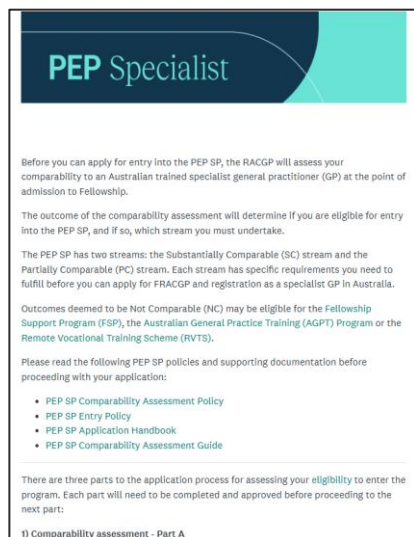 PEP Specialist
Before you can apply for entry into the PEP SP, the RACGP will assess your
comparability to an Australian trained specialist general practitioner (GP) at the point of
admission to Fellowship.
The outcome of the comparability assessment will determine if you are eligible for entry
into the PEP SP, and if so, which stream you must undertake.
The PEP SP has two streams: the Substantially Comparable (SC) stream and the
Partially Comparable (PC) stream. Each stream has specific requirements you need to
fulfill before you can apply for FRACGP and registration as a specialist GP in Australia.
Outcomes deemed to be Not Comparable (NC) may be eligible for the Fellowship
Support Program (FSP), the Australian General Practice Training (AGPT) Program or the
Remote Vocational Training Scheme (RVTS).
Please read the following PEP SP policies and supporting documentation before
proceeding with your application:
• PEP SP Comparability Assessment Policy
• PEP SP Entry Policy
• PEP SP Application Handbook
• PEP SP Comparability Assessment Guide
There are three parts to the application process for assessing your eligibility to enter the
program. Each part will need to be completed and approved before proceeding to the
next part:
1) Comparability assessment - Part A